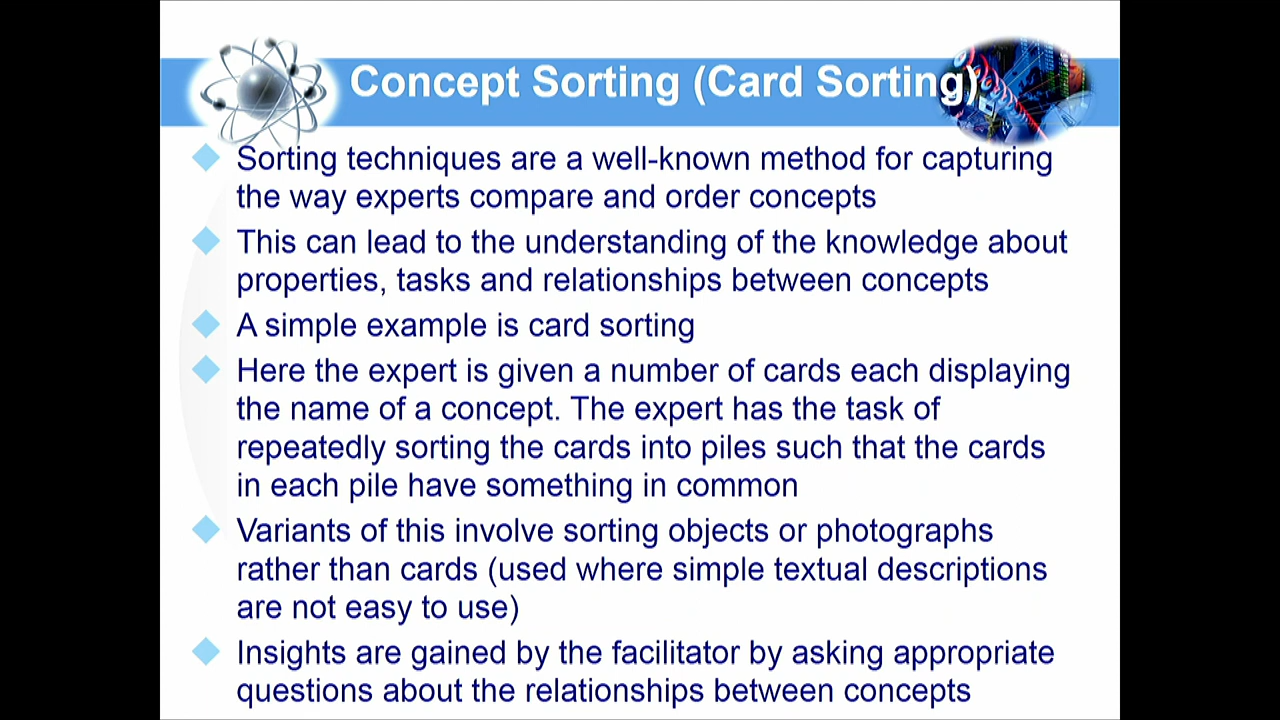 Concept Sorting (Card Sorting)
Sorting techniques are a well-known method for capturing
the way experts compare and order concepts
This can lead to the understanding of the knowledge about
properties, tasks and relationships between concepts
A simple example is card sorting
Here the expert is given a number of cards each displaying
the name of a concept. The expert has the task of
repeatedly sorting the cards into piles such that the cards
in each pile have something in common
Variants of this involve sorting objects or photographs
rather than cards (used where simple textual descriptions
are not easy to use)
Insights are gained by the facilitator by asking appropriate
questions about the relationships between concepts